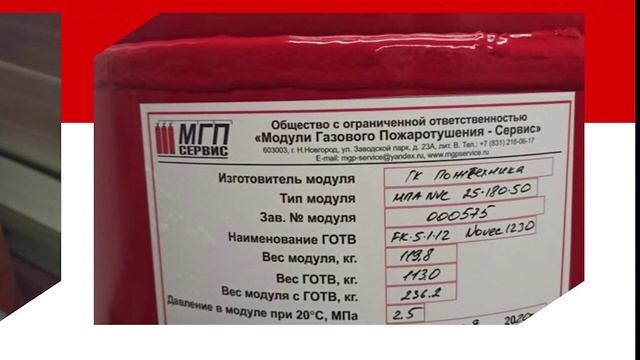 МГП
СЕРВИС
Общество с ограниченной ответственностью
«Модули Газового Пожаротушения - Сервис»
603003, г. Н.Новгород, ул. Заводской парк, д. 23А, лит. В. Тел.: +7 (831) 216-06-17
E-mail: mgp-service@yandex.ru, www.mgpservice.ru
Изготовитель модуля ГК Пожтехника
Тип модуля МПА NVC 25-180-50
Зав. № модуля 000575
Наименование ГОТВ FK-5-1-12 Novec 1230
Вес модуля, кг. 119,8
Вес ГОТВ, кг. 113,0
Вес модуля с ГОТВ, кг. 236.2
Давление в модуле при 20°С, МПа 2.5